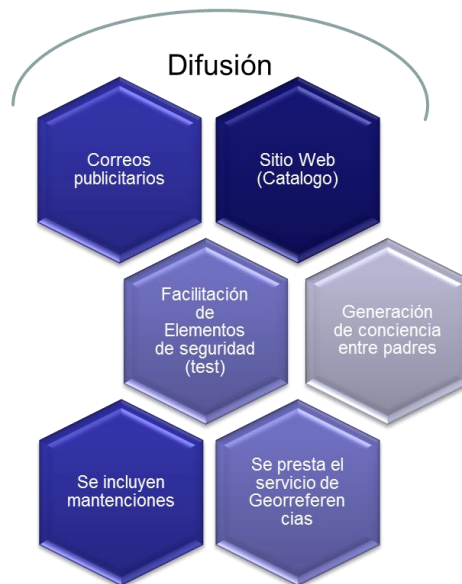 Difusión
Correos
publicitarios
Sitio Web
(Catalogo)
Facilitación
de
Elementos
de seguridad
(test)
Generación
de conciencia
entre padres
Se incluyen
mantenciones
Se presta el
servicio de
Georreferen
cias